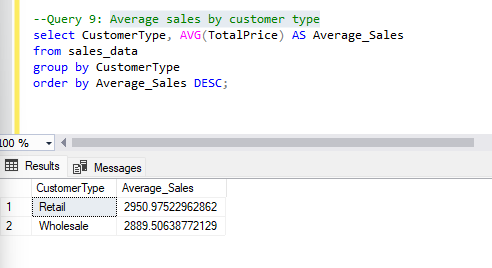 --Query 9: Average sales by customer type
select CustomerType, AVG(TotalPrice) AS Average_Sales
from sales_data
group by CustomerType
order by Average_Sales DESC;
100 %
Results Messages
CustomerType Average_Sales
1 Retail 2950.97522962862
2 Wholesale 2889.50638772129